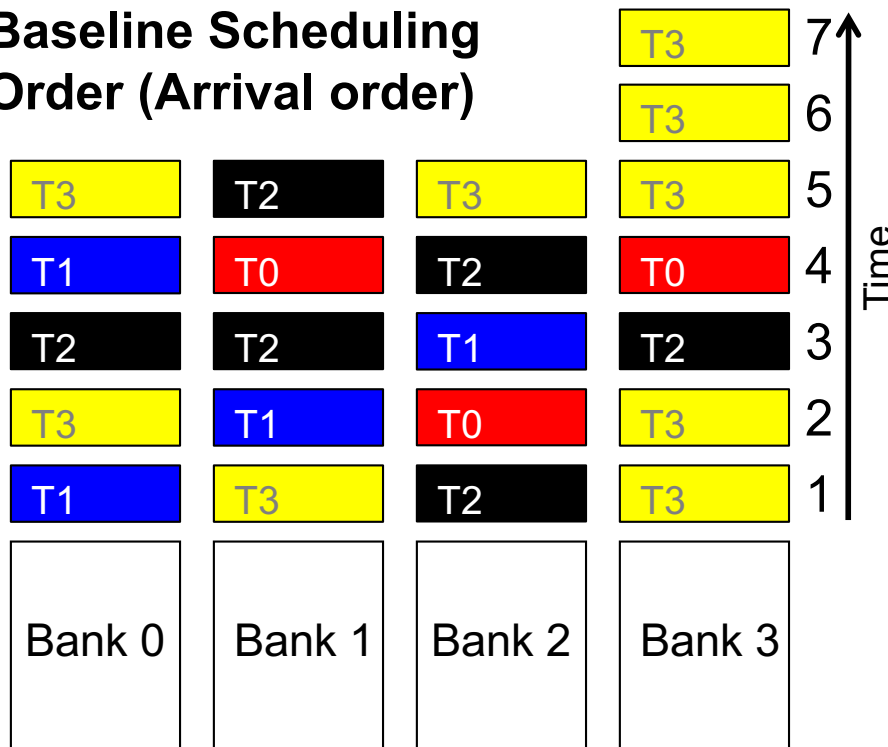 Baseline Scheduling
Order (Arrival order)
T3 7
T3 6
T3 T2 T3 T3 5
T1 T0 T2 T0 4
T2 T2 T1 T2 3
T3 T1 T0 T3 2
T1 T3 T2 T3 1
Time
Bank 0 Bank 1 Bank 2 Bank 3